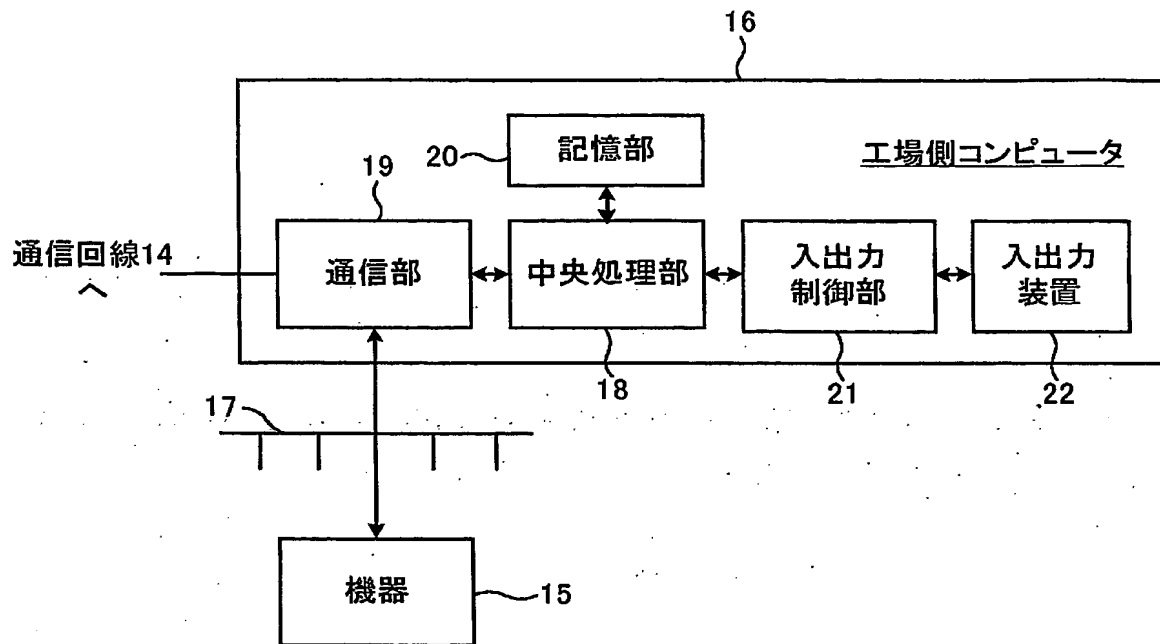 16
記憶部
20
工場側コンピュータ
19
通信回線14
へ
通信部
中央処理部
入出力
制御部
入出力
装置
18
21
22
17
機器
15